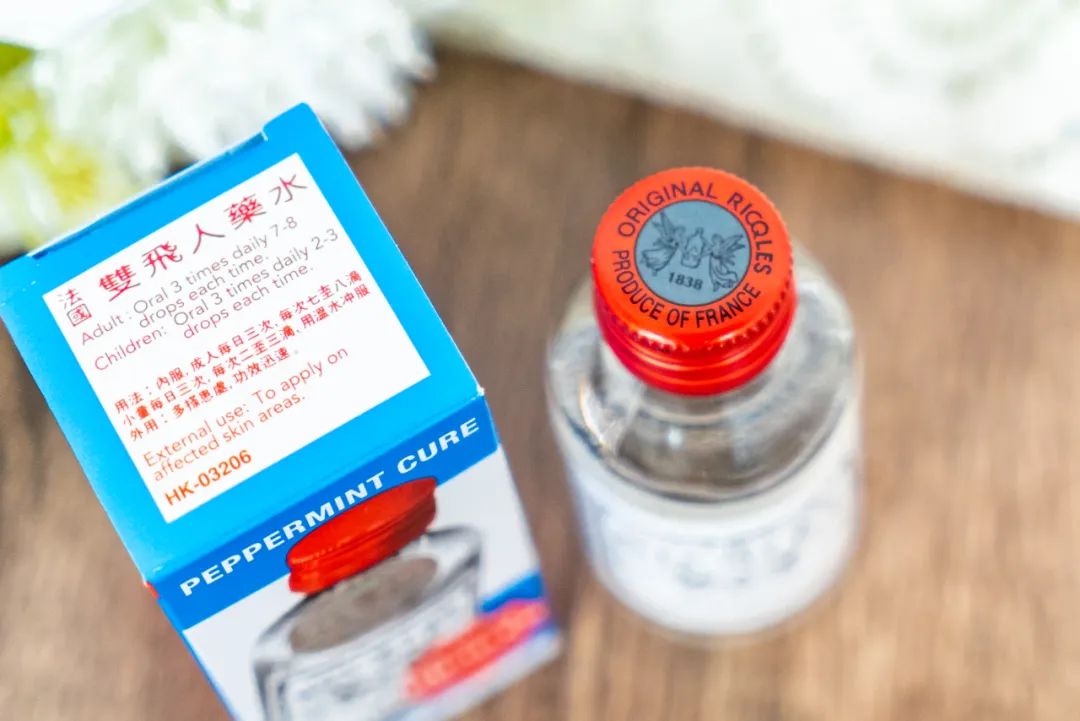 法國 雙飛人藥水
Adult: Oral 3 times daily 7-8
drops each time.
Children: Oral 3 times daily 2-3
drops each time.
用法：內服，成人每日三次，每次七至八滴
小童每日三次，每次二至三滴，用溫水冲服
外用：多搽患處，功效迅速。
External use: To apply on
affected skin areas.
HK-03206
PEPPERMINT CURE
ORIGINAL RICQLES
PRODUCE OF FRANCE
1838